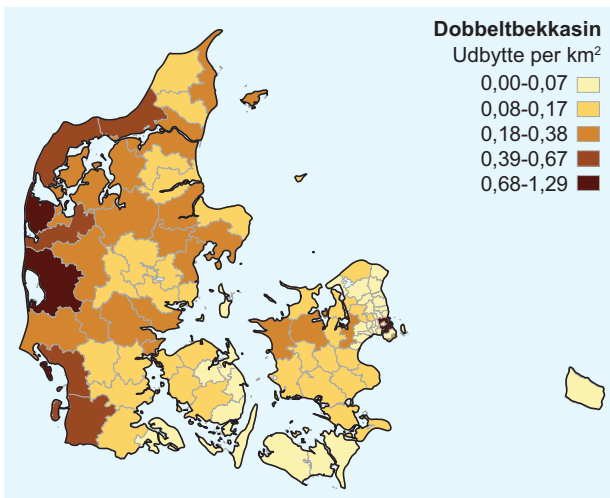 Dobbeltbekkasin
Udbytte per km²
0,00-0,07
0,08-0,17
0,18-0,38
0,39-0,67
0,68-1,29